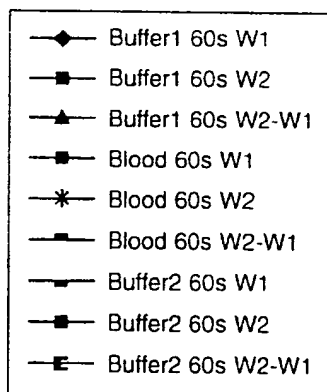 Buffer1 60s W1
Buffer1 60s W2
Buffer1 60s W2-W1
Blood 60s W1
Blood 60s W2
Blood 60s W2-W1
Buffer2 60s W1
Buffer2 60s W2
Buffer2 60s W2-W1